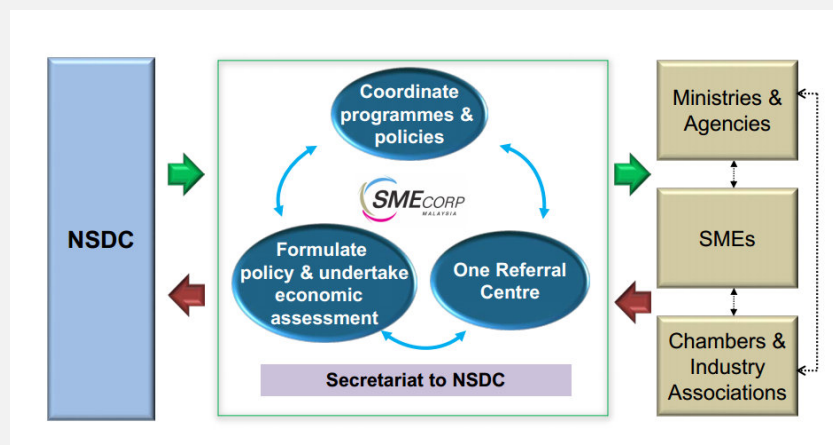 NSDC
Coordinate
programmes &
policies
SMECORP
MALAYSIA
Formulate
policy & undertake
economic
assessment
One Referral
Centre
Secretariat to NSDC
Ministries &
Agencies
SMEs
Chambers &
Industry
Associations